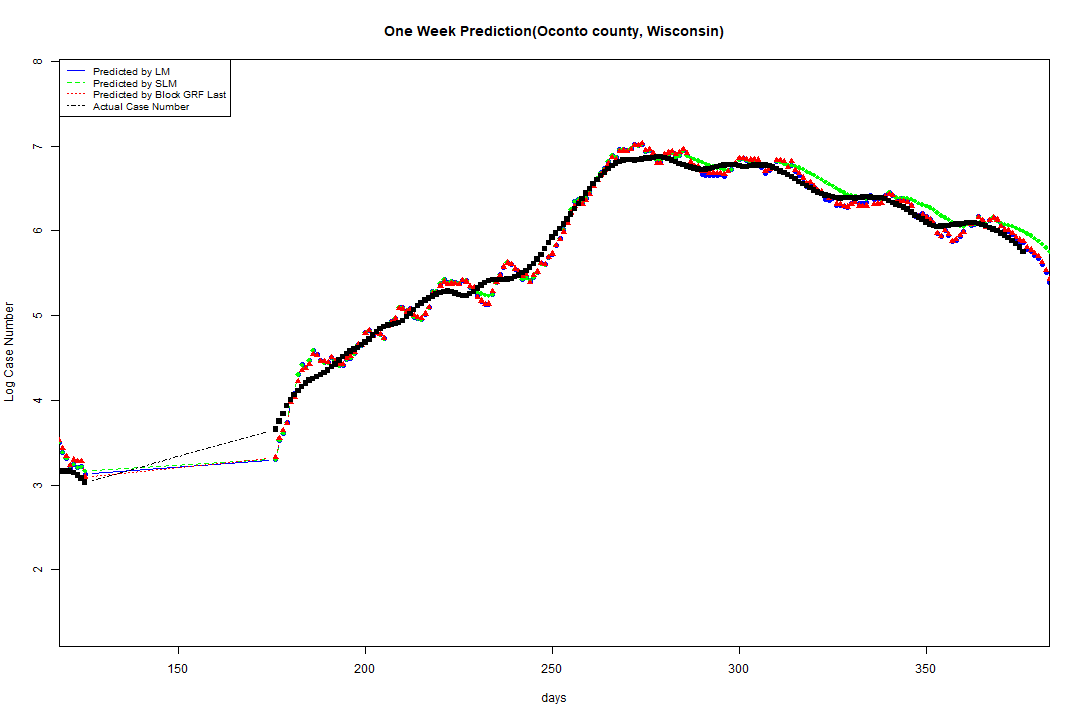 One Week Prediction(Oconto county, Wisconsin)
Predicted by LM
Predicted by SLM
Predicted by Block GRF Last
Actual Case Number
8
7
6
5
4
3
2
Log Case Number
150 200 250 300 350
days